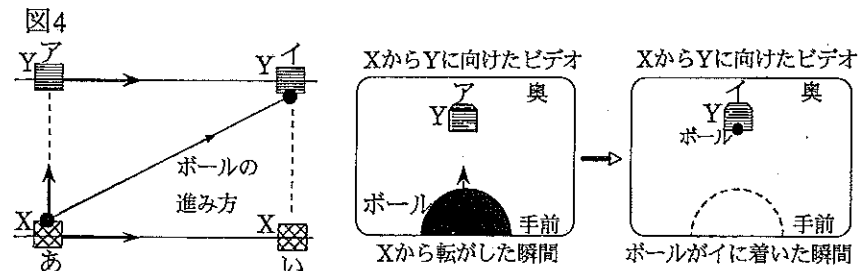 図4
Yア
Yイ
ボールの
進み方
X
X
あ
い
XからYに向けたビデオ
ア
奥
Y
ボール
手前
Xから転がした瞬間
XからYに向けたビデオ
イ
奥
Y
ボール
手前
ボールがイに着いた瞬間